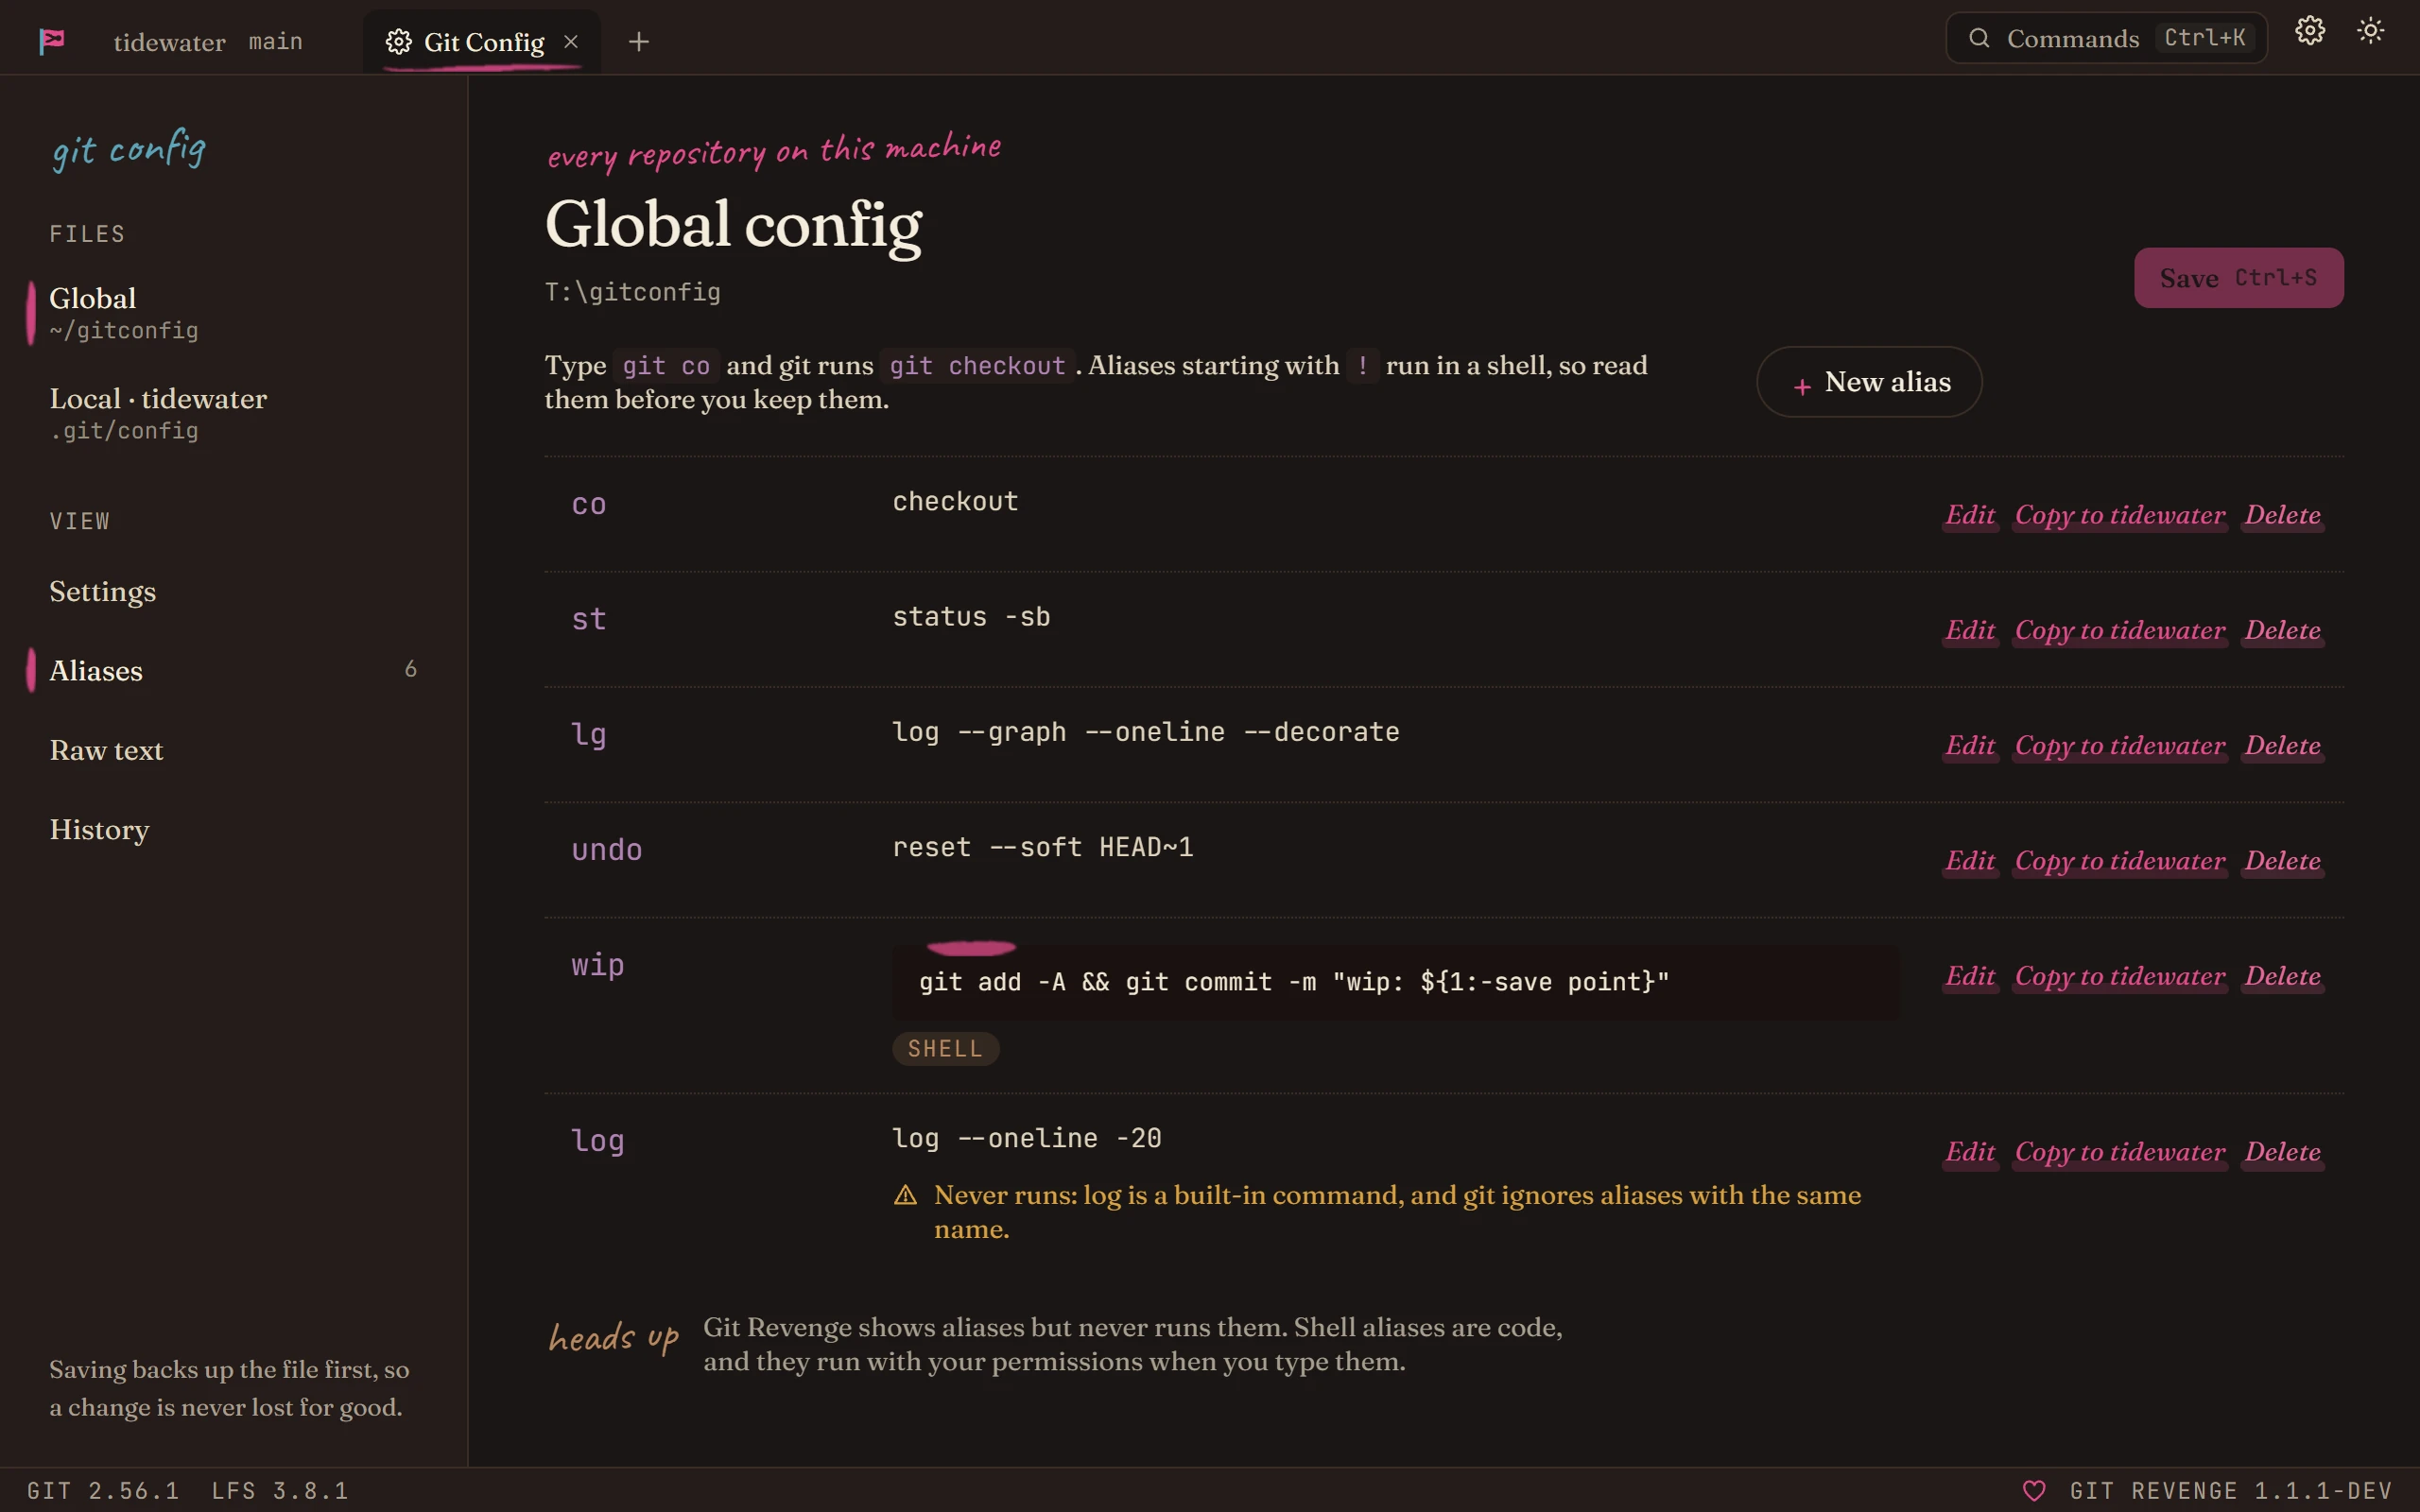 tidewater main
Git Config
Commands Ctrl+K
git config
FILES
Global
~/gitconfig
Local · tidewater
.git/config
VIEW
Settings
Aliases 6
Raw text
History
Saving backs up the file first, so
a change is never lost for good.
every repository on this machine
Global config
T:\gitconfig
Save Ctrl+S
Type git co and git runs git checkout. Aliases starting with ! run in a shell, so read
them before you keep them.
+ New alias
co checkout Edit Copy to tidewater Delete
st status -sb Edit Copy to tidewater Delete
lg log --graph --oneline --decorate Edit Copy to tidewater Delete
undo reset --soft HEAD~1 Edit Copy to tidewater Delete
wip git add -A && git commit -m "wip: ${1:-save point}" Edit Copy to tidewater Delete
SHELL
log log --oneline -20 Edit Copy to tidewater Delete
Never runs: log is a built-in command, and git ignores aliases with the same
name.
heads up
Git Revenge shows aliases but never runs them. Shell aliases are code,
and they run with your permissions when you type them.
GIT 2.56.1 LFS 3.8.1
GIT REVENGE 1.1.1-DEV